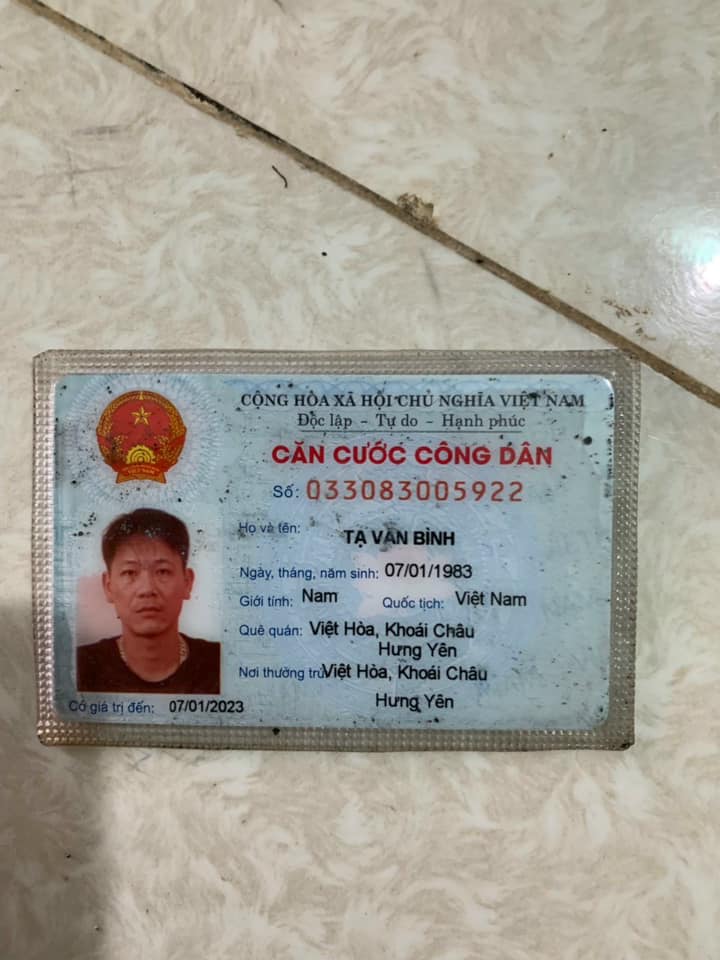 CỘNG HÒA XÃ HỘI CHỦ NGHĨA VIỆT NAM
Độc lập - Tự do - Hạnh phúc
CĂN CƯỚC CÔNG DÂN
Số: 033083005922
Họ và tên: TẠ VĂN BÌNH
Ngày, tháng, năm sinh: 07/01/1983
Giới tính: Nam Quốc tịch: Việt Nam
Quê quán: Việt Hòa, Khoái Châu
Hưng Yên
Nơi thường trú: Việt Hòa, Khoái Châu
Hưng Yên
Có giá trị đến: 07/01/2023
VIỆT NAM